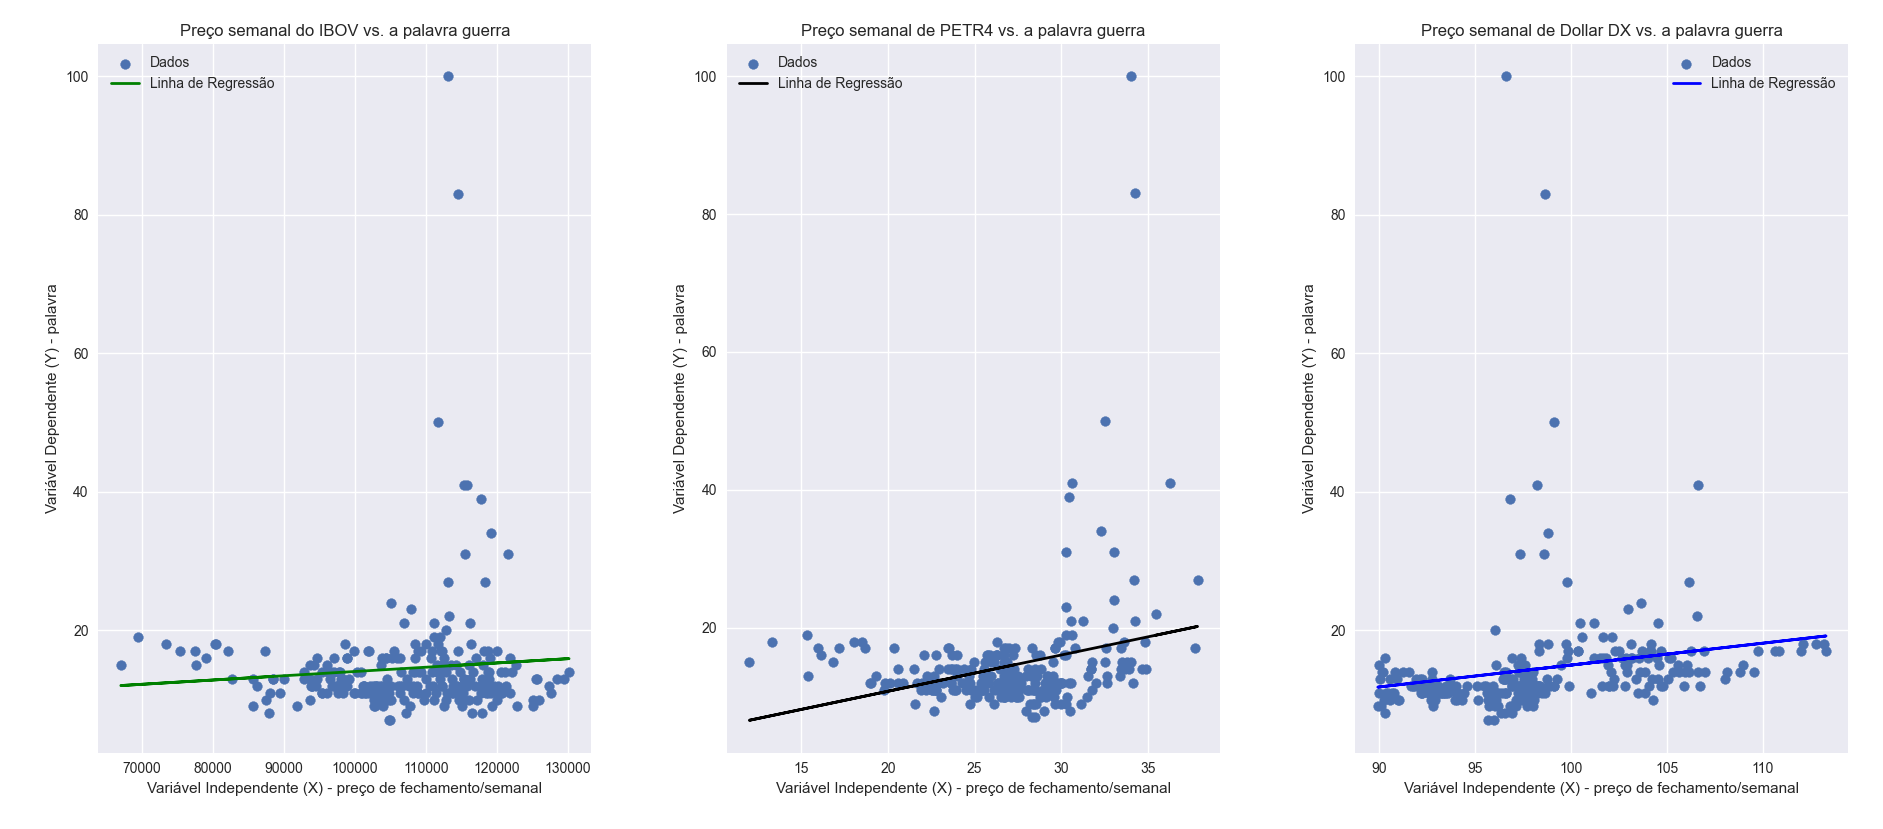 Preço semanal do IBOV vs. a palavra guerra
Dados
Linha de Regressão
100
80
60
40
20
Variável Dependente (Y) - palavra
70000 80000 90000 100000 110000 120000 130000
Variável Independente (X) - preço de fechamento/semanal
Preço semanal de PETR4 vs. a palavra guerra
Dados
Linha de Regressão
100
80
60
40
20
Variável Dependente (Y) - palavra
15 20 25 30 35
Variável Independente (X) - preço de fechamento/semanal
Preço semanal de Dollar DX vs. a palavra guerra
Dados
Linha de Regressão
100
80
60
40
20
Variável Dependente (Y) - palavra
90 95 100 105 110
Variável Independente (X) - preço de fechamento/semanal